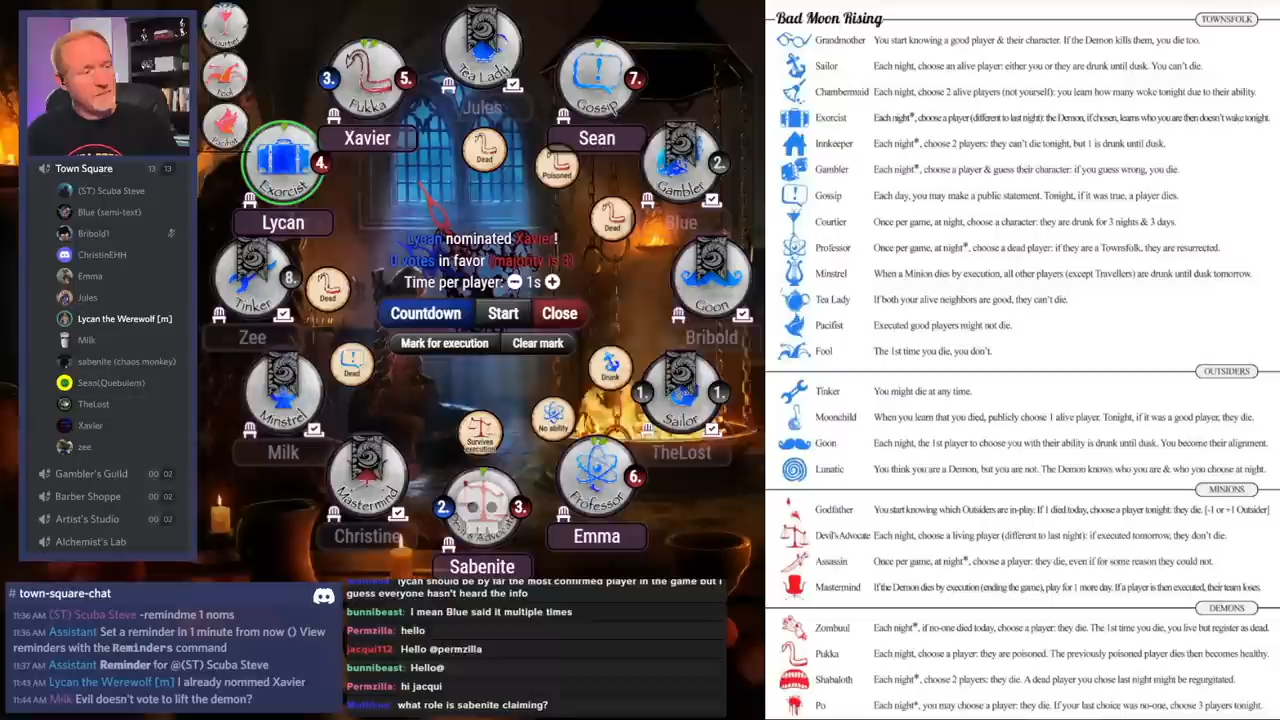 Town Square 13 13
(ST) Scuba Steve
Blue (semi-text)
Bribold1
ChristinEHH
Emma
Jules
Lycan the Werewolf [m]
Milk
sabenite (chaos monkey)
Sean(Quebulem)
TheLost
Xavier
zee
Gambler's Guild 00 02
Barber Shoppe 00 02
Artist's Studio 00 02
Alchemist's Lab
Courtier
Fool
3. 5.
Pukka
Xavier
Tea Lady
Jules
Dead
7.
Gossip
Sean
Poisoned
2.
Gambler
Blue
Dead
4.
Exorcist
Lycan
8
Tinker
Zee
Dead
Goon
Bribold
Lycan nominated Xavier!
0 votes in favor (majority is 3)
Time per player: 1s
Countdown Start Close
Mark for execution Clear mark
Dead
Minstrel
Milk
Drunk
1. 1.
Sailor
TheLost
No ability
Survives execution
Mastermind
Christine
2. 3.
Advocate
Sabenite
6.
Professor
Emma
# town-square-chat
11:36 AM (ST) Scuba Steve -remindme 1 noms
11:36 AM Assistant Set a reminder in 1 minute from now () View
reminders with the Reminders command
11:37 AM Assistant Reminder for @(ST) Scuba Steve
11:43 AM Lycan the Werewolf [m] I already nommed Xavier
11:44 AM Milk Evil doesn't vote to lift the demon?
lycan should be by far the most confirmed player in the game but I
guess everyone hasn't heard the info
bunnibeast: I mean Blue said it multiple times
Permzilla: hello
jacqui112 Hello @permzilla
bunnibeast: Hello@
Permzilla: hi jacqui
what role is sabenite claiming?
Bad Moon Rising
TOWNSFOLK
Grandmother You start knowing a good player & their character. If the Demon kills them, you die too.
Sailor Each night, choose an alive player: either you or they are drunk until dusk. You can't die.
Chambermaid Each night, choose 2 alive players (not yourself): you learn how many woke tonight due to their ability.
Exorcist Each night*, choose a player (different to last night): the Demon, if chosen, learns who you are then doesn't wake tonight.
Innkeeper Each night*, choose 2 players: they can't die tonight, but 1 is drunk until dusk.
Gambler Each night*, choose a player & guess their character: if you guess wrong, you die.
Gossip Each day, you may make a public statement. Tonight, if it was true, a player dies.
Courtier Once per game, at night, choose a character: they are drunk for 3 nights & 3 days.
Professor Once per game, at night*, choose a dead player: if they are a Townsfolk, they are resurrected.
Minstrel When a Minion dies by execution, all other players (except Travellers) are drunk until dusk tomorrow.
Tea Lady If both your alive neighbors are good, they can't die.
Pacifist Executed good players might not die.
Fool The 1st time you die, you don't.
OUTSIDERS
Tinker You might die at any time.
Moonchild When you learn that you died, publicly choose 1 alive player. Tonight, if it was a good player, they die.
Goon Each night, the 1st player to choose you with their ability is drunk until dusk. You become their alignment.
Lunatic You think you are a Demon, but you are not. The Demon knows who you are & who you choose at night.
MINIONS
Godfather You start knowing which Outsiders are in-play. If 1 died today, choose a player tonight: they die. [-1 or +1 Outsider]
Devil's Advocate Each night, choose a living player (different to last night): if executed tomorrow, they don't die.
Assassin Once per game, at night*, choose a player: they die, even if for some reason they could not.
Mastermind If the Demon dies by execution (ending the game), play for 1 more day. If a player is then executed, their team loses.
DEMONS
Zombuul Each night*, if no-one died today, choose a player: they die. The 1st time you die, you live but register as dead.
Pukka Each night, choose a player: they are poisoned. The previously poisoned player dies then becomes healthy.
Shabaloth Each night*, choose 2 players: they die. A dead player you chose last night might be regurgitated.
Po Each night*, you may choose a player: they die. If your last choice was no-one, choose 3 players tonight.